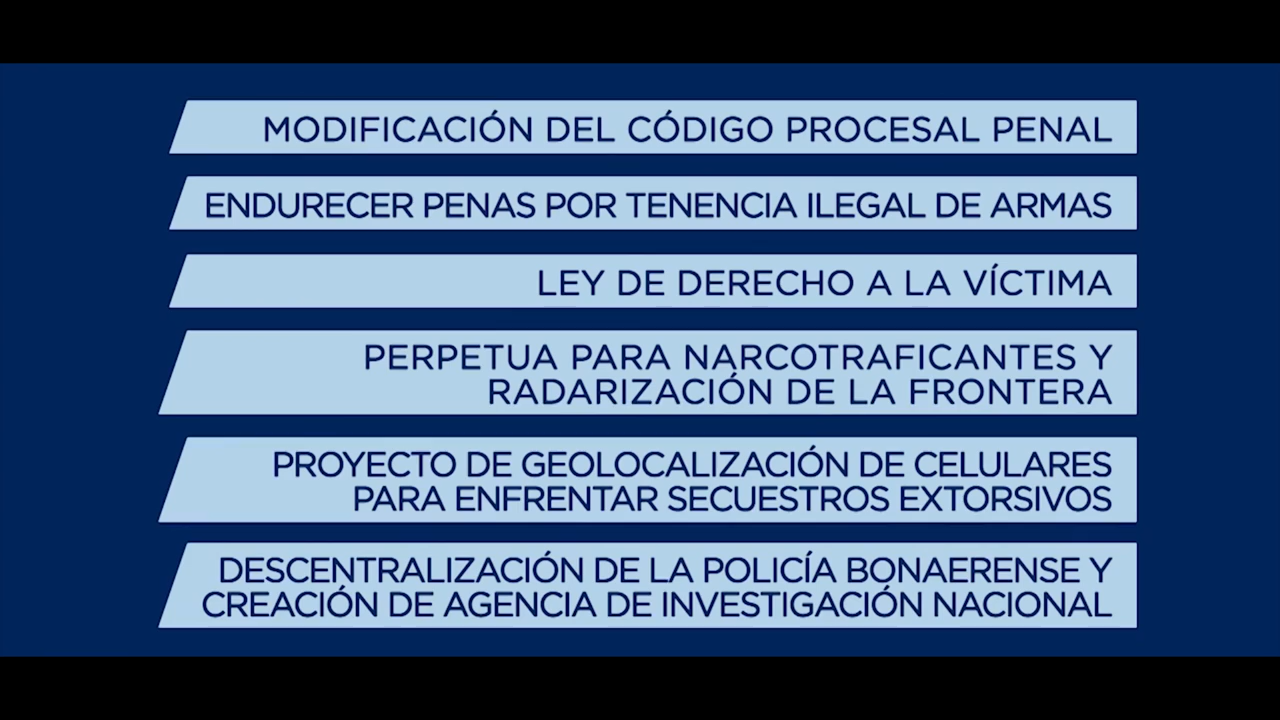 MODIFICACIÓN DEL CÓDIGO PROCESAL PENAL
ENDURECER PENAS POR TENENCIA ILEGAL DE ARMAS
LEY DE DERECHO A LA VÍCTIMA
PERPETUA PARA NARCOTRAFICANTES Y
RADARIZACIÓN DE LA FRONTERA
PROYECTO DE GEOLOCALIZACIÓN DE CELULARES
PARA ENFRENTAR SECUESTROS EXTORSIVOS
DESCENTRALIZACIÓN DE LA POLICÍA BONAERENSE Y
CREACIÓN DE AGENCIA DE INVESTIGACIÓN NACIONAL